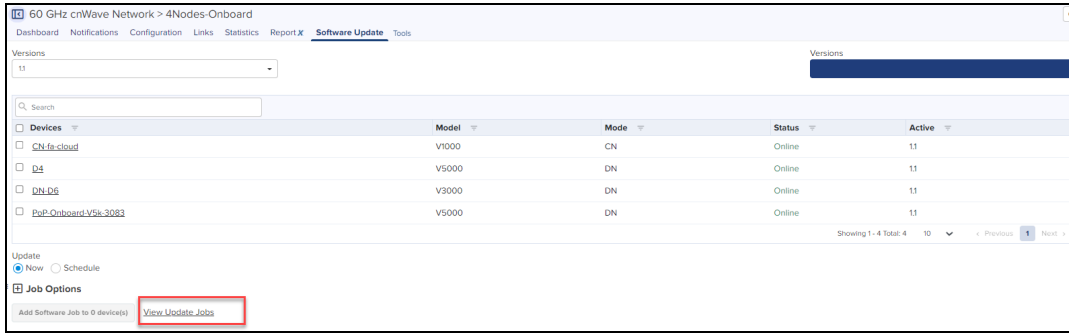 60 GHz cnWave Network > 4Nodes-Onboard
Dashboard Notifications Configuration Links Statistics Report X Software Update Tools
Versions Versions
1.1
Search
Devices Model Mode Status Active
CN-fa-cloud V1000 CN Online 1.1
D4 V5000 DN Online 1.1
DN-D6 V3000 DN Online 1.1
PoP-Onboard-V5k-3083 V5000 DN Online 1.1
Showing 1 - 4 Total: 4 10 < Previous 1 Next >
Update
Now Schedule
Job Options
Add Software Job to 0 device(s) View Update Jobs